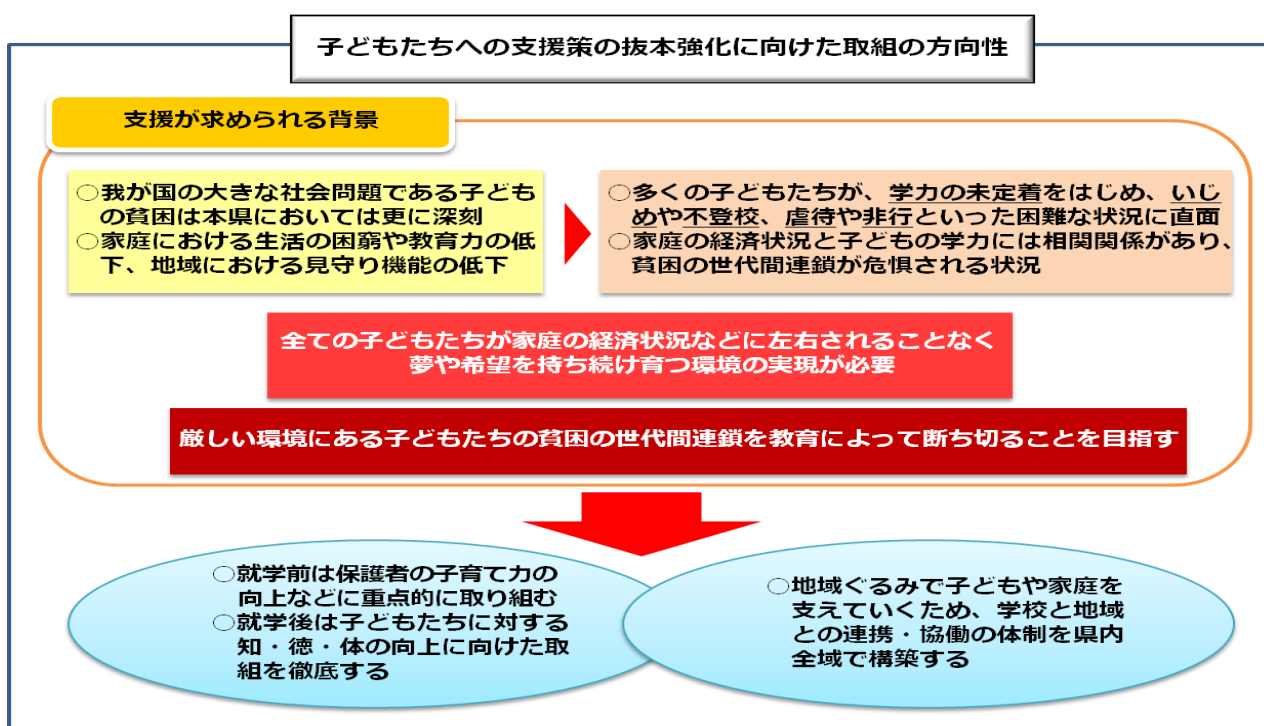 子どもたちへの支援策の抜本強化に向けた取組の方向性
支援が求められる背景
○我が国の大きな社会問題である子ども
の貧困は本県においては更に深刻
○家庭における生活の困窮や教育力の低
下、地域における見守り機能の低下
○多くの子どもたちが、学力の未定着をはじめ、いじ
めや不登校、虐待や非行といった困難な状況に直面
○家庭の経済状況と子どもの学力には相関関係があり、
貧困の世代間連鎖が危惧される状況
全ての子どもたちが家庭の経済状況などに左右されることなく
夢や希望を持ち続け育つ環境の実現が必要
厳しい環境にある子どもたちの貧困の世代間連鎖を教育によって断ち切ることを目指す
○就学前は保護者の子育て力の
向上などに重点的に取り組む
○就学後は子どもたちに対する
知・徳・体の向上に向けた取
組を徹底する
○地域ぐるみで子どもや家庭を
支えていくため、学校と地域
との連携・協働の体制を県内
全域で構築する